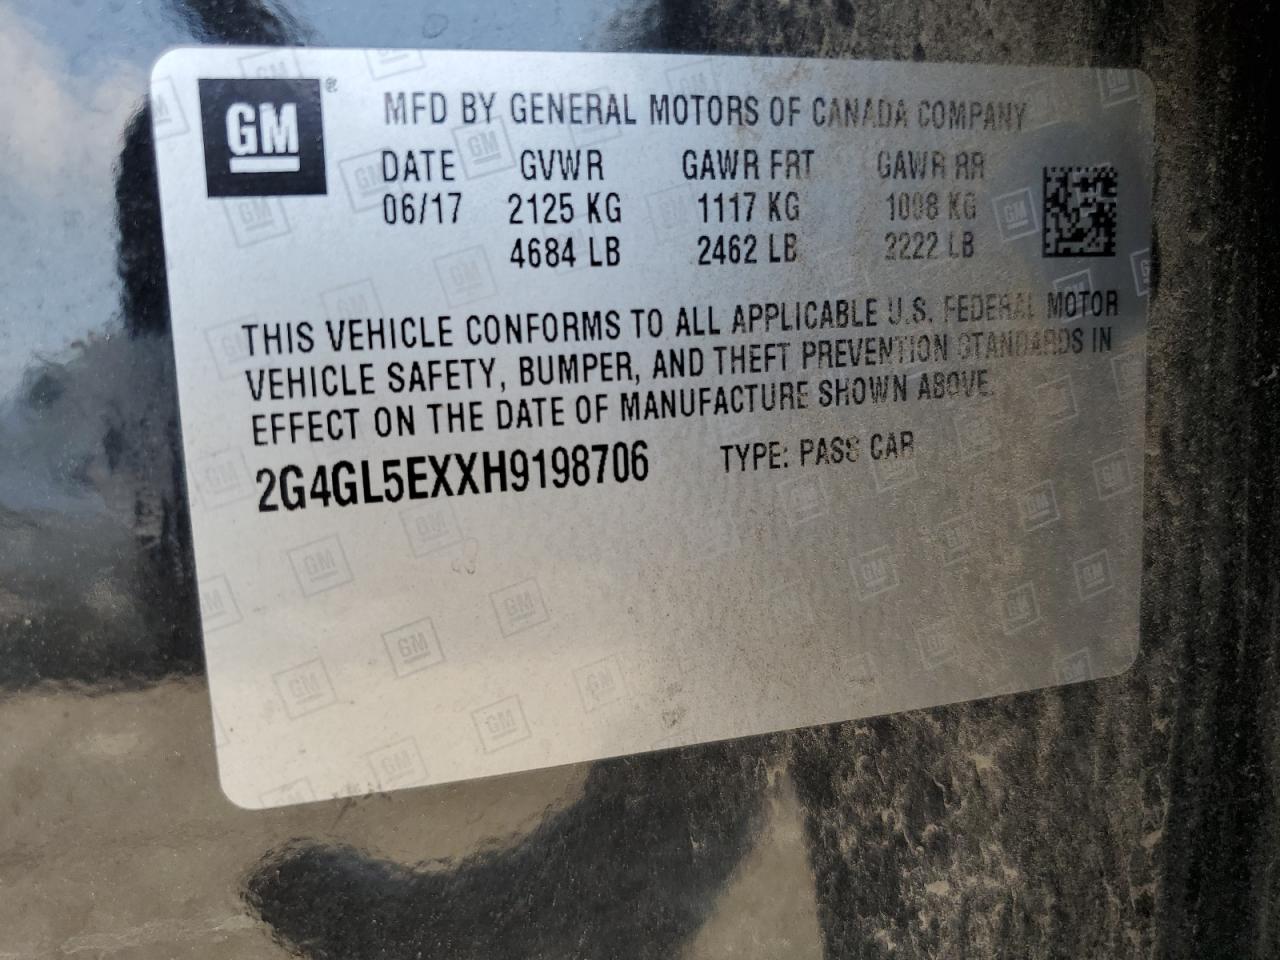 GM ®
MFD BY GENERAL MOTORS OF CANADA COMPANY
DATE GVWR GAWR FRT GAWR RR
06/17 2125 KG 1117 KG 1008 KG
4684 LB 2462 LB 2222 LB
THIS VEHICLE CONFORMS TO ALL APPLICABLE U.S. FEDERAL MOTOR
VEHICLE SAFETY, BUMPER, AND THEFT PREVENTION STANDARDS IN
EFFECT ON THE DATE OF MANUFACTURE SHOWN ABOVE.
2G4GL5EXXH9198706 TYPE: PASS CAR